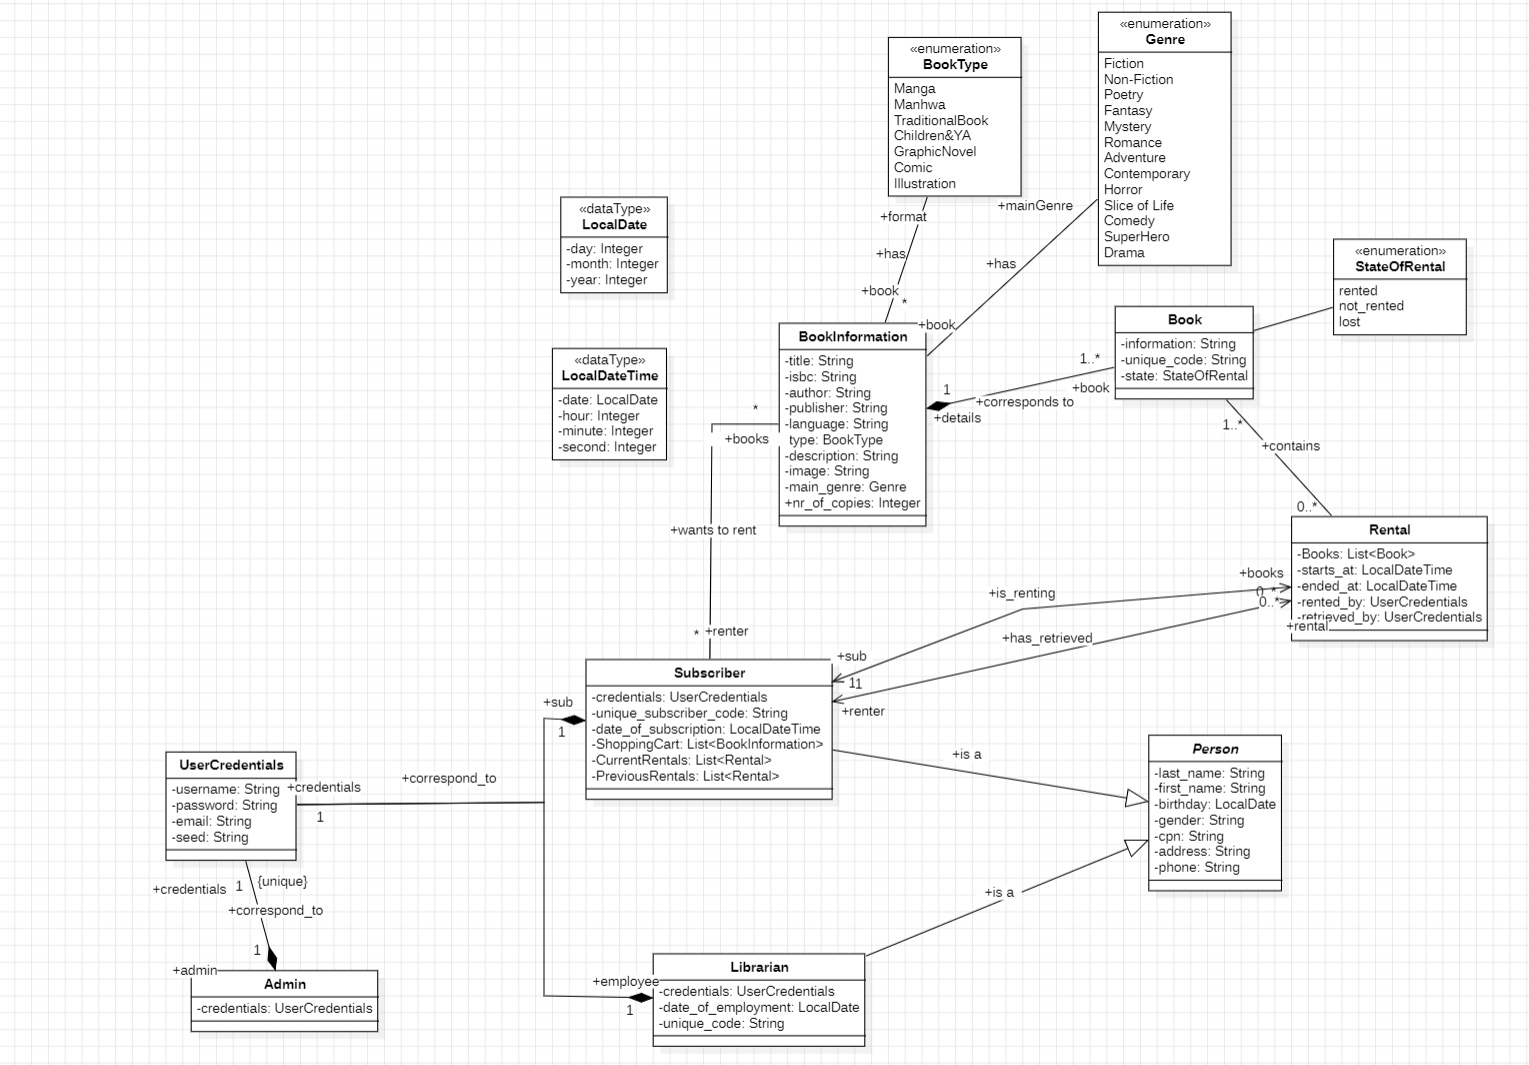 «enumeration»
Genre
Fiction
Non-Fiction
Poetry
Fantasy
Mystery
Romance
Adventure
Contemporary
Horror
Slice of Life
Comedy
SuperHero
Drama
«enumeration»
BookType
Manga
Manhwa
TraditionalBook
Children&YA
GraphicNovel
Comic
Illustration
«dataType»
LocalDate
-day: Integer
-month: Integer
-year: Integer
+format
+has
+book
*
+mainGenre
+has
+book
«enumeration»
StateOfRental
rented
not_rented
lost
Book
-information: String
-unique_code: String
-state: StateOfRental
BookInformation
-title: String
-isbc: String
-author: String
-publisher: String
-language: String
type: BookType
-description: String
-image: String
-main_genre: Genre
+nr_of_copies: Integer
«dataType»
LocalDateTime
-date: LocalDate
-hour: Integer
-minute: Integer
-second: Integer
1..*
+book
1
+corresponds to
+details
*
+books
+wants to rent
* +renter
1..*
+contains
0..*
Rental
-Books: List<Book>
-starts_at: LocalDateTime
-ended_at: LocalDateTime
-rented_by: UserCredentials
-retrieved_by: UserCredentials
+books
0..*
0..*
+rental
+is_renting
+has_retrieved
+sub
11
+renter
Subscriber
-credentials: UserCredentials
-unique_subscriber_code: String
-date_of_subscription: LocalDateTime
-ShoppingCart: List<BookInformation>
-CurrentRentals: List<Rental>
-PreviousRentals: List<Rental>
+sub
1
+is a
Person
-last_name: String
-first_name: String
-birthday: LocalDate
-gender: String
-cpn: String
-address: String
-phone: String
UserCredentials
-username: String
-password: String
-email: String
-seed: String
+credentials
1
+correspond_to
+credentials 1 {unique}
+correspond_to
1
+admin
Admin
-credentials: UserCredentials
+is a
+employee
1
Librarian
-credentials: UserCredentials
-date_of_employment: LocalDate
-unique_code: String